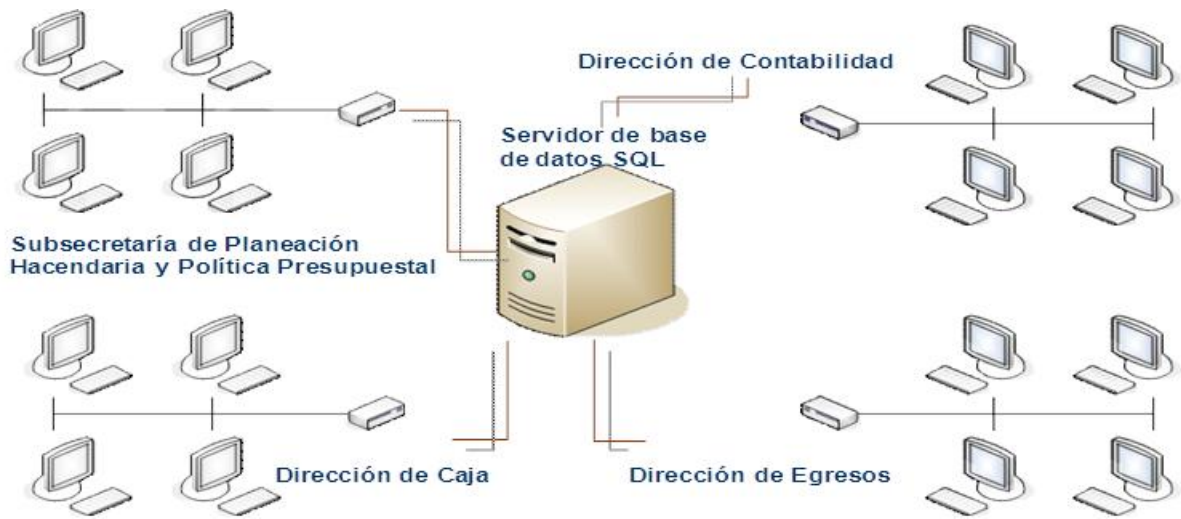 Dirección de Contabilidad
Servidor de base
de datos SQL
Subsecretaría de Planeación
Hacendaria y Política Presupuestal
Dirección de Caja
Dirección de Egresos